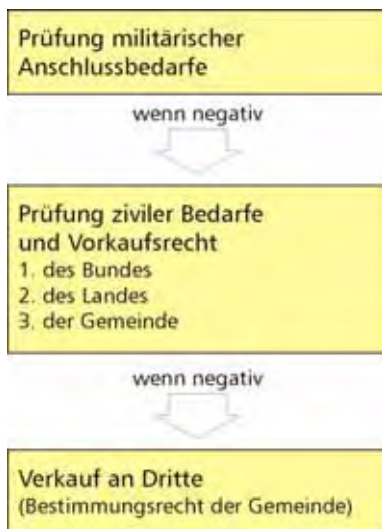 Prüfung militärischer
Anschlussbedarfe
wenn negativ
Prüfung ziviler Bedarfe
und Vorkaufsrecht
1. des Bundes
2. des Landes
3. der Gemeinde
wenn negativ
Verkauf an Dritte
(Bestimmungsrecht der Gemeinde)